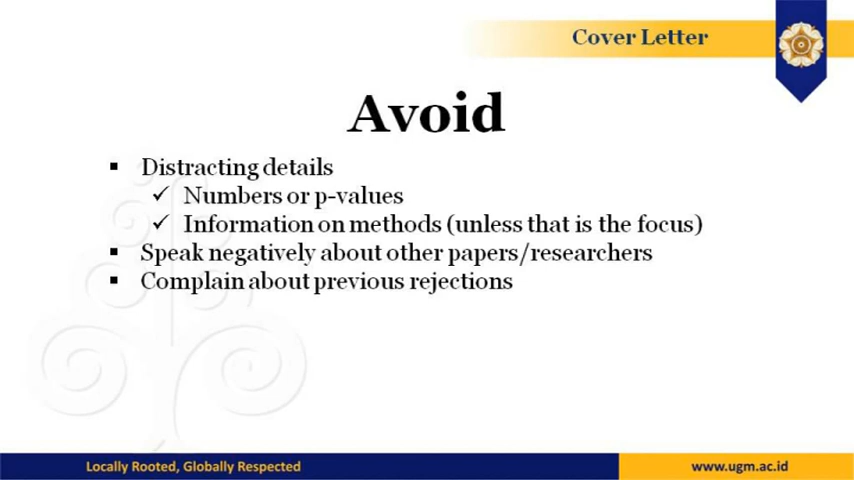 Cover Letter
Avoid
▪ Distracting details
✓ Numbers or p-values
✓ Information on methods (unless that is the focus)
▪ Speak negatively about other papers/researchers
▪ Complain about previous rejections
Locally Rooted, Globally Respected
www.ugm.ac.id